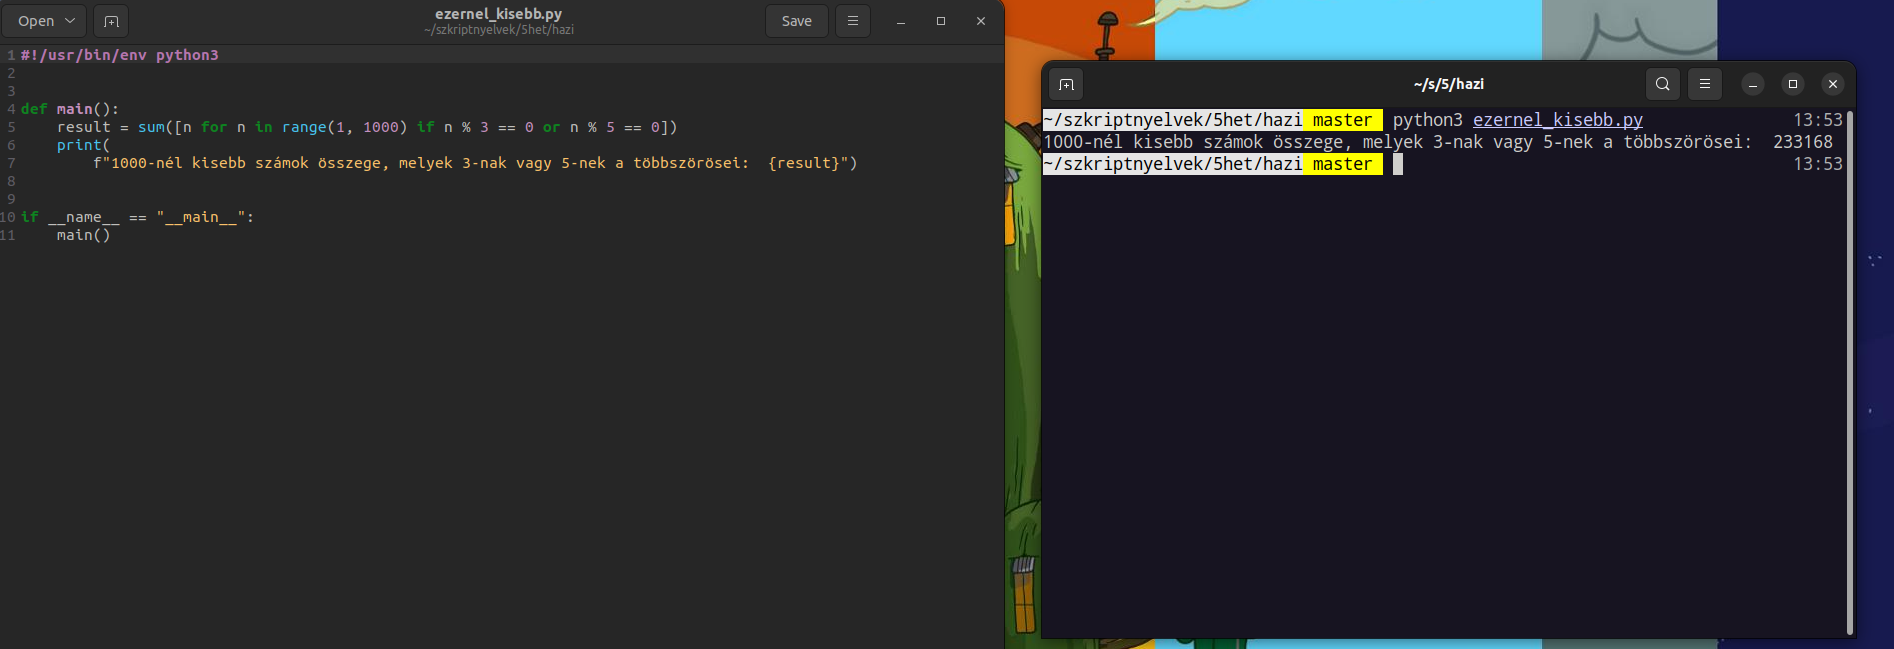 Open
ezernel_kisebb.py
~/szkriptnyelvek/5het/hazi
Save
1 #!/usr/bin/env python3
2
3
4 def main():
5     result = sum([n for n in range(1, 1000) if n % 3 == 0 or n % 5 == 0])
6     print(
7         f"1000-nél kisebb számok összege, melyek 3-nak vagy 5-nek a többszörösei:  {result}")
8
9
10 if __name__ == "__main__":
11     main()
~/s/5/hazi
~/szkriptnyelvek/5het/hazi master python3 ezernel_kisebb.py 13:53
1000-nél kisebb számok összege, melyek 3-nak vagy 5-nek a többszörösei:  233168
~/szkriptnyelvek/5het/hazi master 13:53